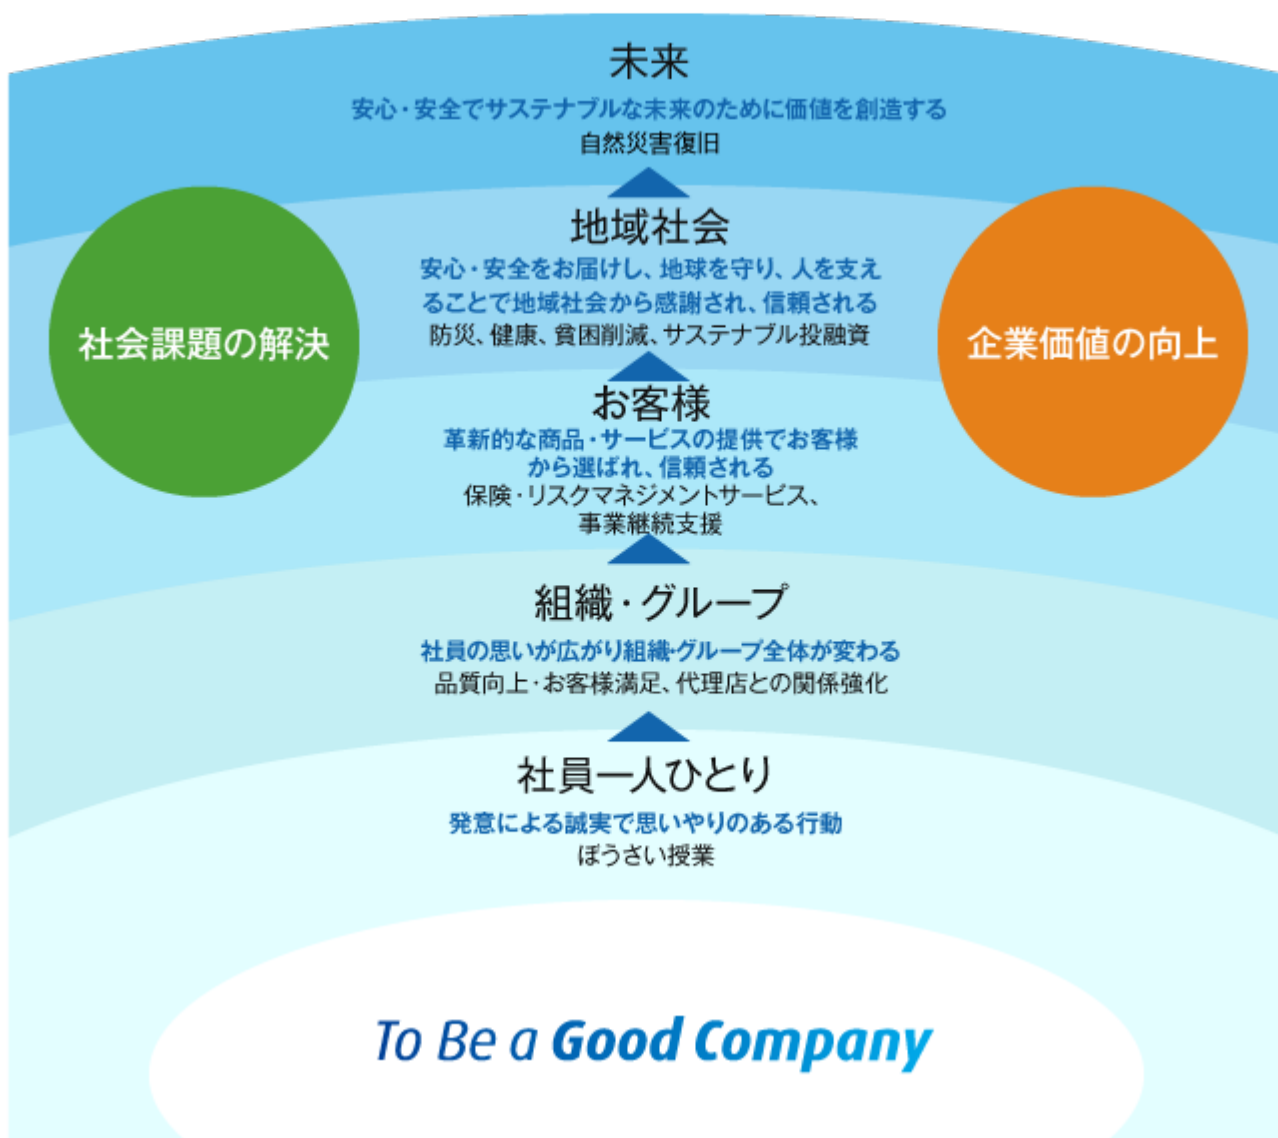 未来
安心・安全でサステナブルな未来のために価値を創造する
自然災害復旧
地域社会
安心・安全をお届けし、地球を守り、人を支え
ることで地域社会から感謝され、信頼される
防災、健康、貧困削減、サステナブル投融資
社会課題の解決
企業価値の向上
お客様
革新的な商品・サービスの提供でお客様
から選ばれ、信頼される
保険・リスクマネジメントサービス、
事業継続支援
組織・グループ
社員の思いが広がり組織・グループ全体が変わる
品質向上・お客様満足、代理店との関係強化
社員一人ひとり
発意による誠実で思いやりのある行動
ぼうさい授業
To Be a Good Company